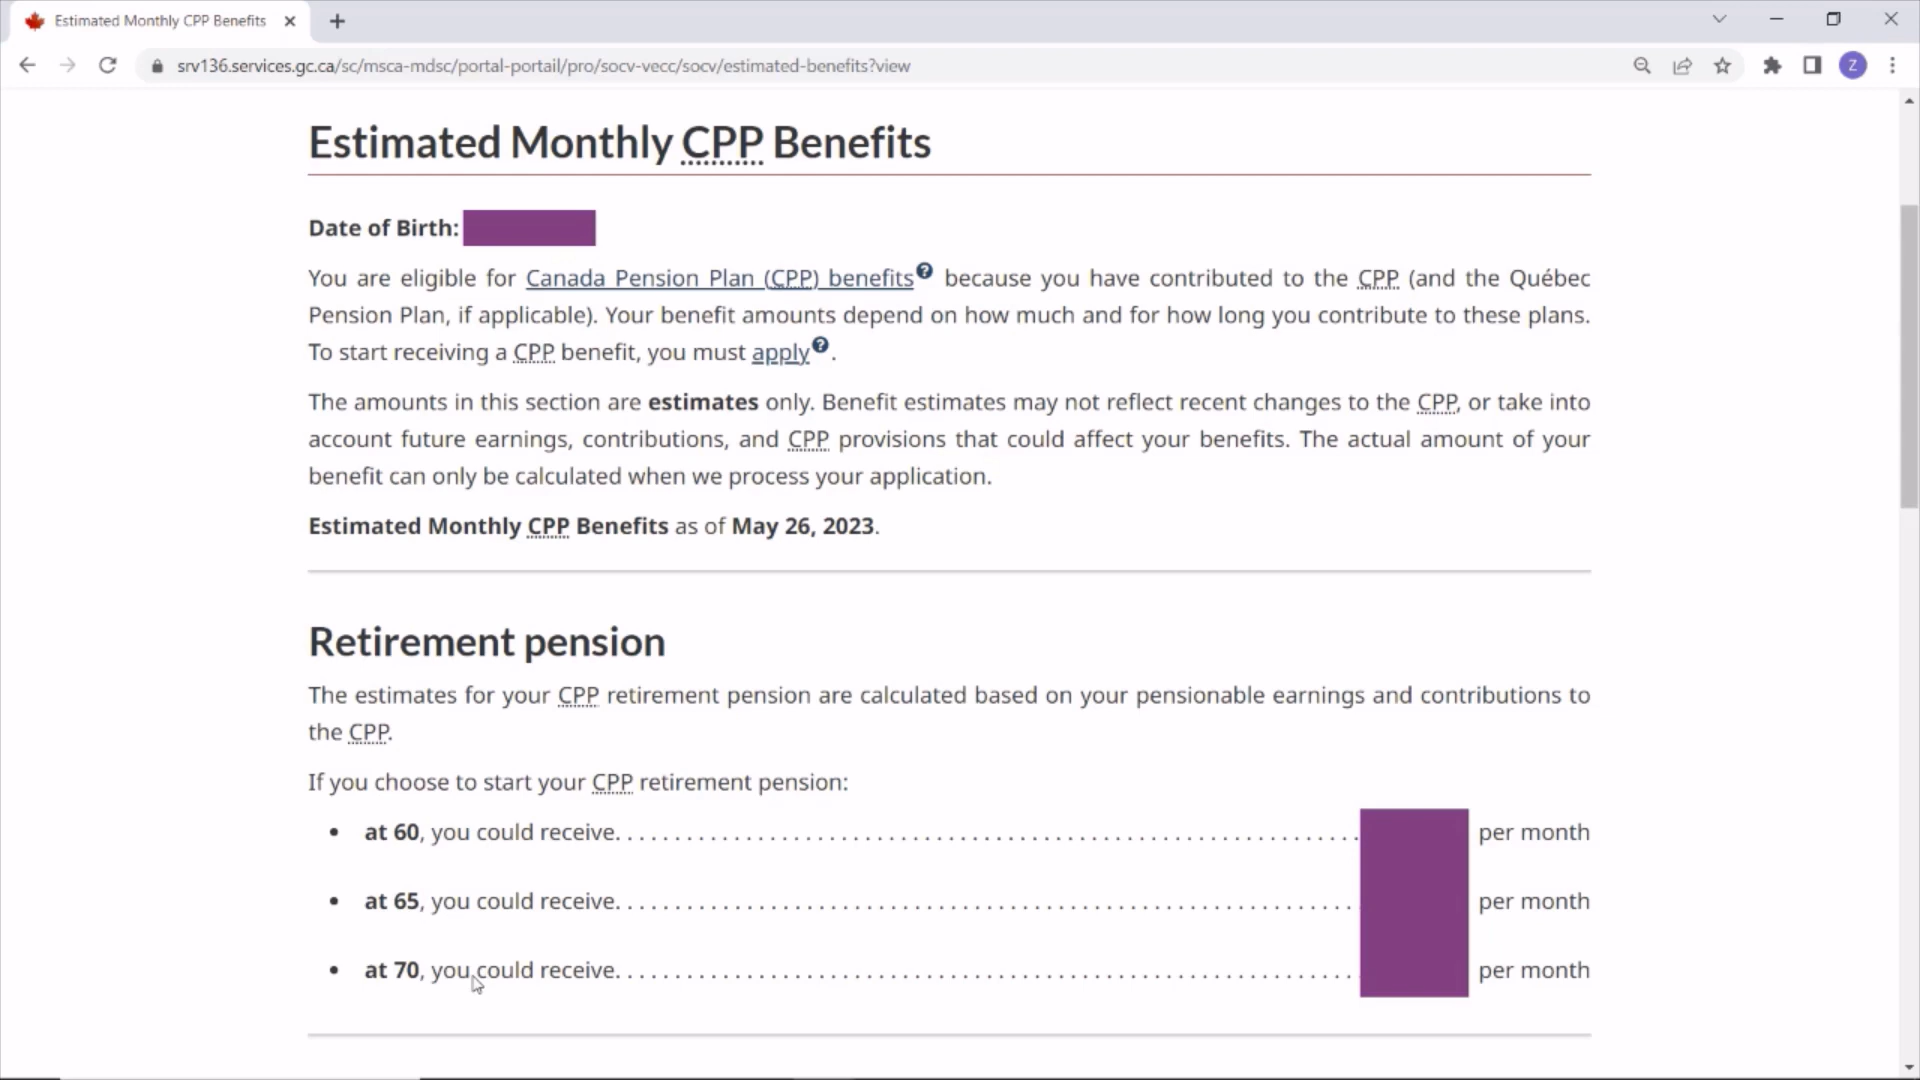 Estimated Monthly CPP Benefits
srv136.services.gc.ca/sc/msca-mdsc/portal-portail/pro/socv-vecc/socv/estimated-benefits?view
Z
Estimated Monthly CPP Benefits
Date of Birth:
You are eligible for Canada Pension Plan (CPP) benefits? because you have contributed to the CPP (and the Québec
Pension Plan, if applicable). Your benefit amounts depend on how much and for how long you contribute to these plans.
To start receiving a CPP benefit, you must apply?.
The amounts in this section are estimates only. Benefit estimates may not reflect recent changes to the CPP, or take into
account future earnings, contributions, and CPP provisions that could affect your benefits. The actual amount of your
benefit can only be calculated when we process your application.
Estimated Monthly CPP Benefits as of May 26, 2023.
Retirement pension
The estimates for your CPP retirement pension are calculated based on your pensionable earnings and contributions to
the CPP.
If you choose to start your CPP retirement pension:
• at 60, you could receive. . . . . . . . . . . . . . . . . . . . per month
• at 65, you could receive. . . . . . . . . . . . . . . . . . . . per month
• at 70, you could receive. . . . . . . . . . . . . . . . . . . . per month